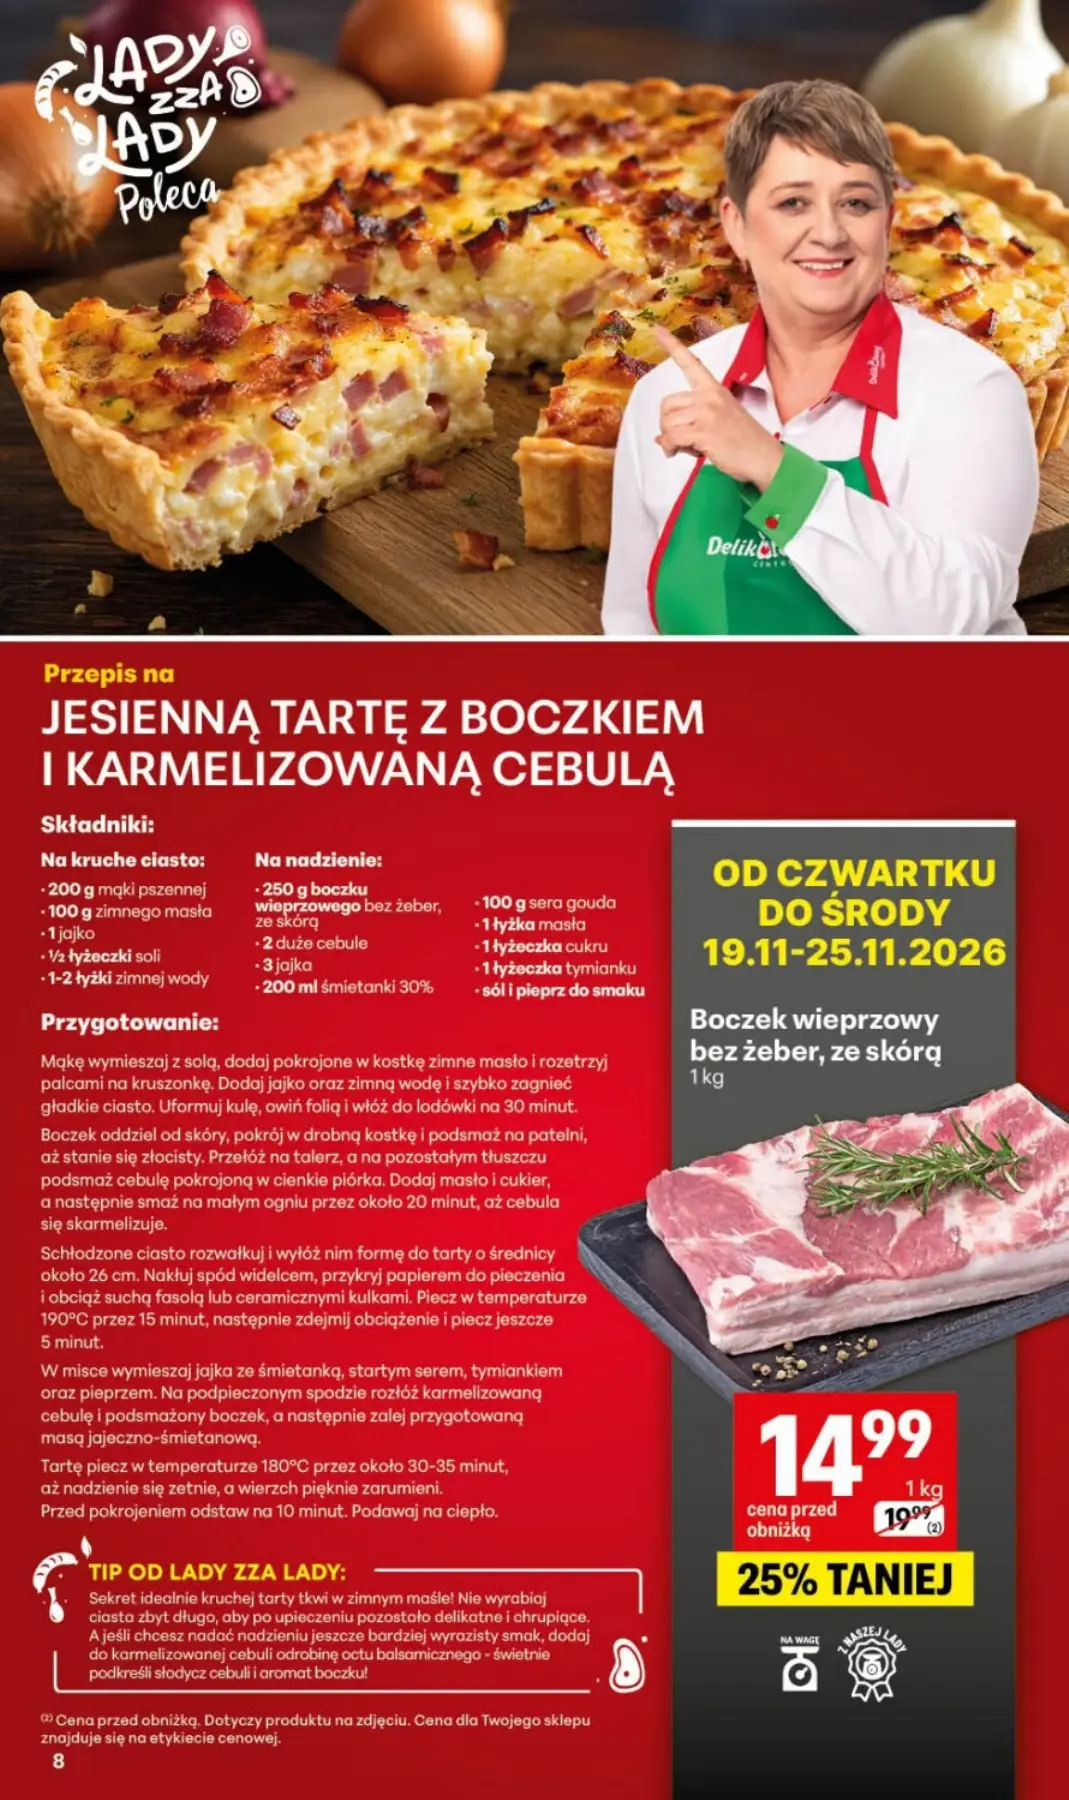 LADY
ZZA
LADY
Poleca
Delikatesy
CENTRUM
Przepis na
JESIENNĄ TARTĘ Z BOCZKIEM
I KARMELIZOWANĄ CEBULĄ
Składniki:
Na kruche ciasto:
• 200 g mąki pszennej
• 100 g zimnego masła
• 1 jajko
• ½ łyżeczki soli
• 1-2 łyżki zimnej wody
Na nadzienie:
• 250 g boczku
wieprzowego bez żeber,
ze skórą
• 2 duże cebule
• 3 jajka
• 200 ml śmietanki 30%
• 100 g sera gouda
• 1 łyżka masła
• 1 łyżeczka cukru
• 1 łyżeczka tymianku
• sól i pieprz do smaku
Przygotowanie:
Mąkę wymieszaj z solą, dodaj pokrojone w kostkę zimne masło i rozetrzyj
palcami na kruszonkę. Dodaj jajko oraz zimną wodę i szybko zagnieć
gładkie ciasto. Uformuj kulę, owiń folią i włóż do lodówki na 30 minut.
Boczek oddziel od skóry, pokrój w drobną kostkę i podsmaż na patelni,
aż stanie się złocisty. Przełóż na talerz, a na pozostałym tłuszczu
podsmaż cebulę pokrojoną w cienkie piórka. Dodaj masło i cukier,
a następnie smaż na małym ogniu przez około 20 minut, aż cebula
się skarmelizuje.
Schłodzone ciasto rozwałkuj i wyłóż nim formę do tarty o średnicy
około 26 cm. Nakłuj spód widelcem, przykryj papierem do pieczenia
i obciąż suchą fasolą lub ceramicznymi kulkami. Piecz w temperaturze
190°C przez 15 minut, następnie zdejmij obciążenie i piecz jeszcze
5 minut.
W misce wymieszaj jajka ze śmietanką, startym serem, tymiankiem
oraz pieprzem. Na podpieczonym spodzie rozłóż karmelizowaną
cebulę i podsmażony boczek, a następnie zalej przygotowaną
masą jajeczno-śmietanową.
Tartę piecz w temperaturze 180°C przez około 30-35 minut,
aż nadzienie się zetnie, a wierzch pięknie zarumieni.
Przed pokrojeniem odstaw na 10 minut. Podawaj na ciepło.
TIP OD LADY ZZA LADY:
Sekret idealnie kruchej tarty tkwi w zimnym maśle! Nie wyrabiaj
ciasta zbyt długo, aby po upieczeniu pozostało delikatne i chrupiące.
A jeśli chcesz nadać nadzieniu jeszcze bardziej wyrazisty smak, dodaj
do karmelizowanej cebuli odrobinę octu balsamicznego - świetnie
podkreśli słodycz cebuli i aromat boczku!
(2) Cena przed obniżką. Dotyczy produktu na zdjęciu. Cena dla Twojego sklepu
znajduje się na etykiecie cenowej.
8
OD CZWARTKU
DO ŚRODY
19.11-25.11.2026
Boczek wieprzowy
bez żeber, ze skórą
1 kg
14 99
1 kg
cena przed
obniżką
19 99 (2)
25% TANIEJ
NA WAGĘ
Z NASZEJ LADY